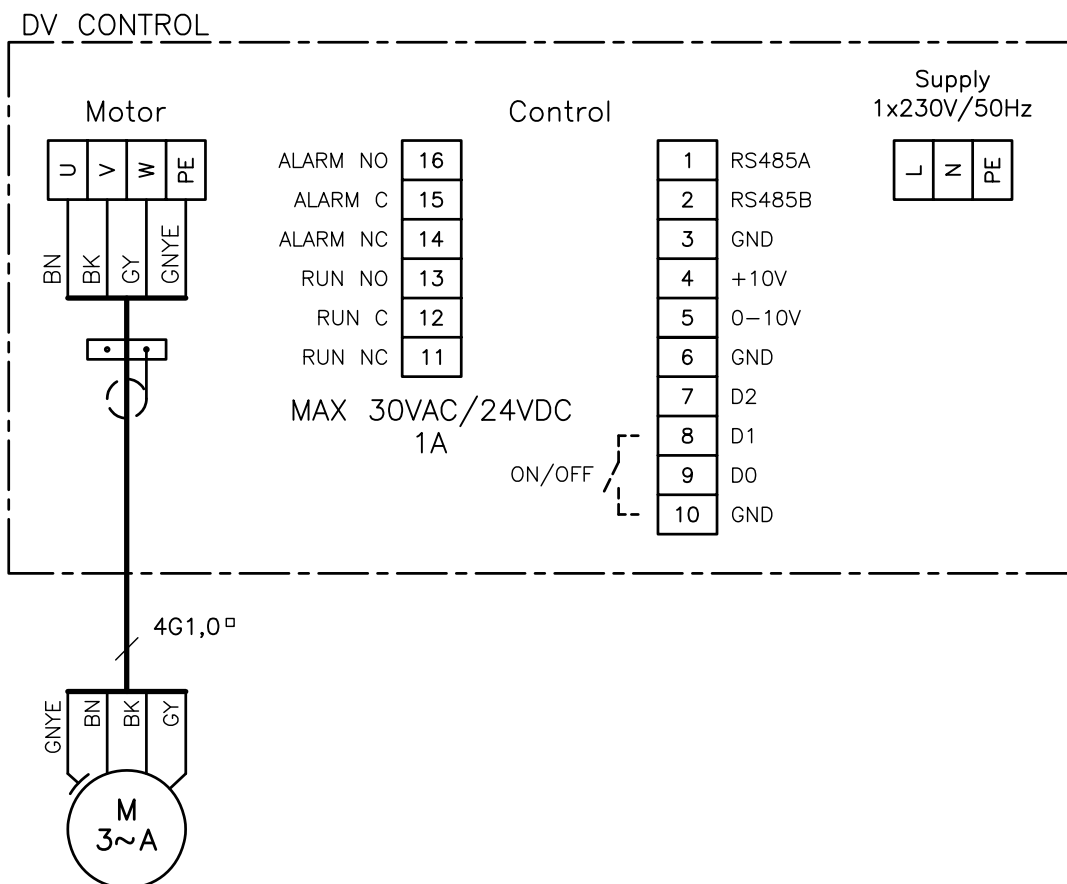 DV CONTROL
Motor
Control
Supply
1x230V/50Hz
U V W PE
L N PE
BN BK GY GNYE
ALARM NO 16
ALARM C 15
ALARM NC 14
RUN NO 13
RUN C 12
RUN NC 11
MAX 30VAC/24VDC
1A
1 RS485A
2 RS485B
3 GND
4 +10V
5 0-10V
6 GND
7 D2
8 D1
9 D0
10 GND
ON/OFF
4G1,0▫
GNYE BN BK GY
M
3~A